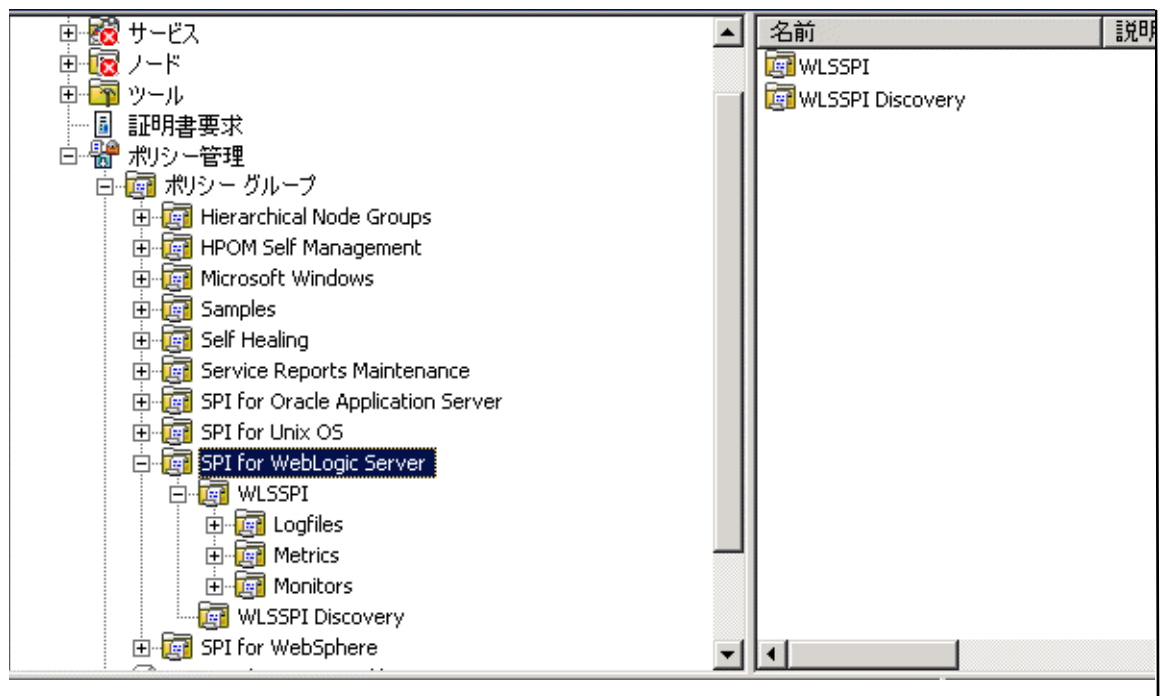 サービス
ノード
ツール
証明書要求
ポリシー管理
ポリシー グループ
Hierarchical Node Groups
HPOM Self Management
Microsoft Windows
Samples
Self Healing
Service Reports Maintenance
SPI for Oracle Application Server
SPI for Unix OS
SPI for WebLogic Server
WLSSPI
Logfiles
Metrics
Monitors
WLSSPI Discovery
SPI for WebSphere
名前
WLSSPI
WLSSPI Discovery